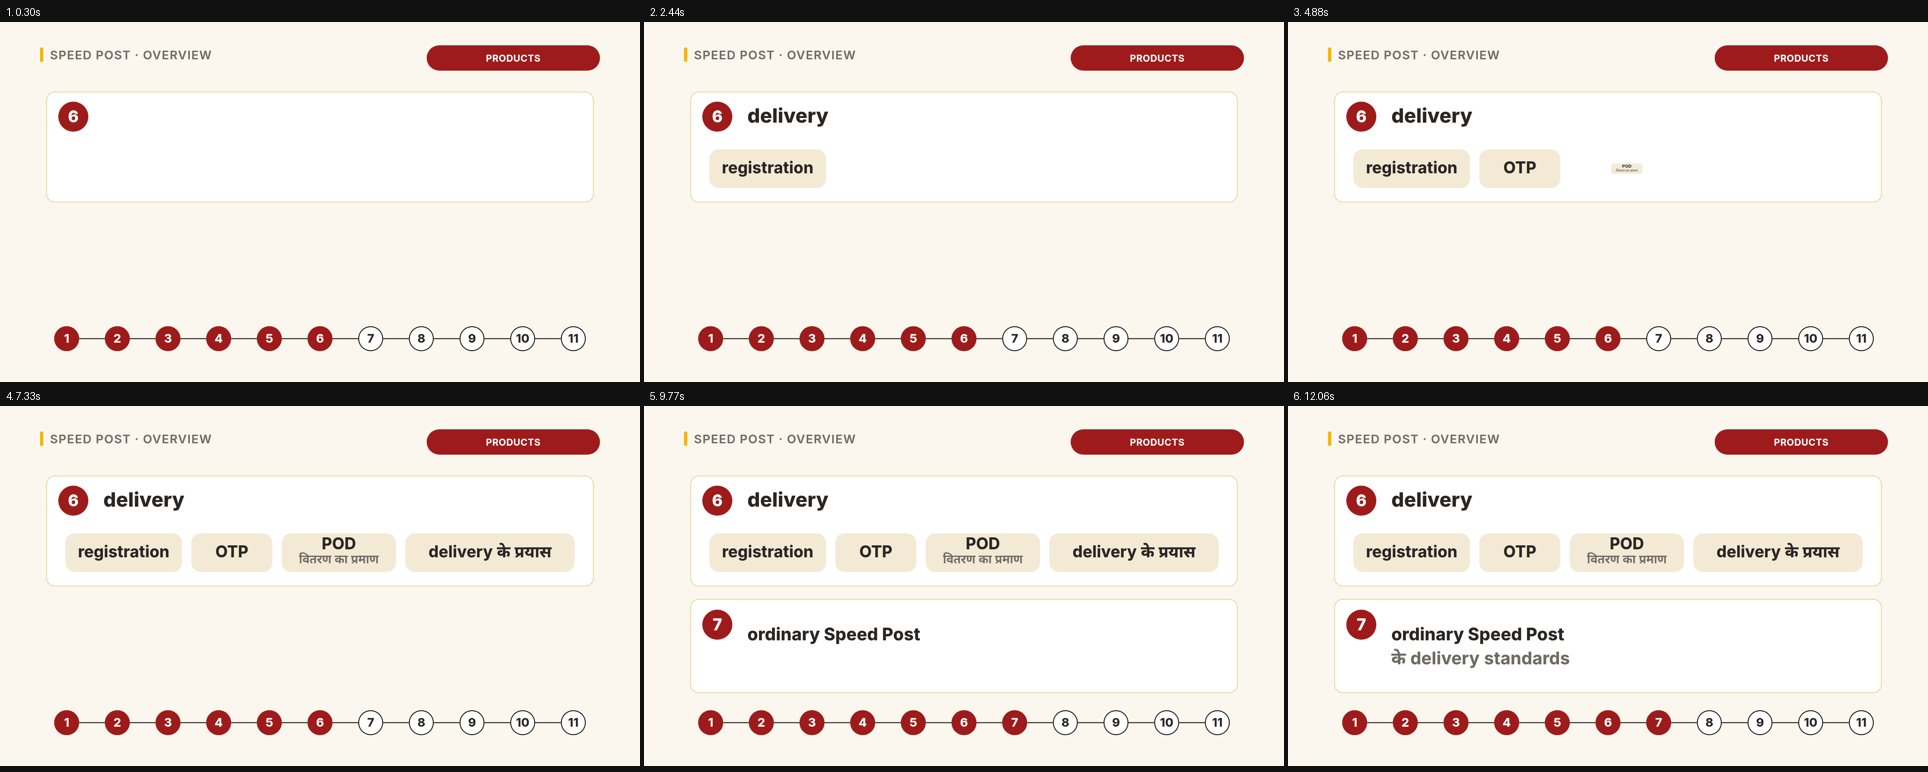 1. 0.30s
SPEED POST · OVERVIEW
PRODUCTS
6
1 2 3 4 5 6 7 8 9 10 11
2. 2.44s
SPEED POST · OVERVIEW
PRODUCTS
6 delivery
registration
1 2 3 4 5 6 7 8 9 10 11
3. 4.88s
SPEED POST · OVERVIEW
PRODUCTS
6 delivery
registration OTP POD
1 2 3 4 5 6 7 8 9 10 11
4. 7.33s
SPEED POST · OVERVIEW
PRODUCTS
6 delivery
registration OTP POD delivery के प्रयास
वितरण का प्रमाण
1 2 3 4 5 6 7 8 9 10 11
5. 9.77s
SPEED POST · OVERVIEW
PRODUCTS
6 delivery
registration OTP POD delivery के प्रयास
वितरण का प्रमाण
7 ordinary Speed Post
1 2 3 4 5 6 7 8 9 10 11
6. 12.06s
SPEED POST · OVERVIEW
PRODUCTS
6 delivery
registration OTP POD delivery के प्रयास
वितरण का प्रमाण
7 ordinary Speed Post
के delivery standards
1 2 3 4 5 6 7 8 9 10 11